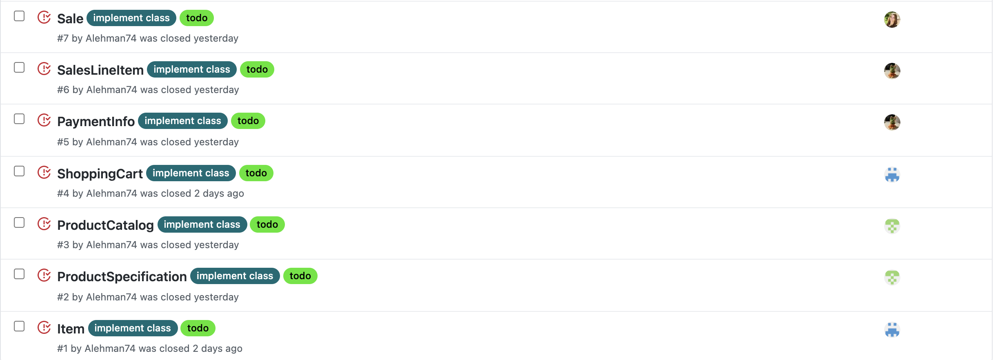 Sale implement class todo
#7 by Alehman74 was closed yesterday
SalesLineItem implement class todo
#6 by Alehman74 was closed yesterday
PaymentInfo implement class todo
#5 by Alehman74 was closed yesterday
ShoppingCart implement class todo
#4 by Alehman74 was closed 2 days ago
ProductCatalog implement class todo
#3 by Alehman74 was closed yesterday
ProductSpecification implement class todo
#2 by Alehman74 was closed yesterday
Item implement class todo
#1 by Alehman74 was closed 2 days ago